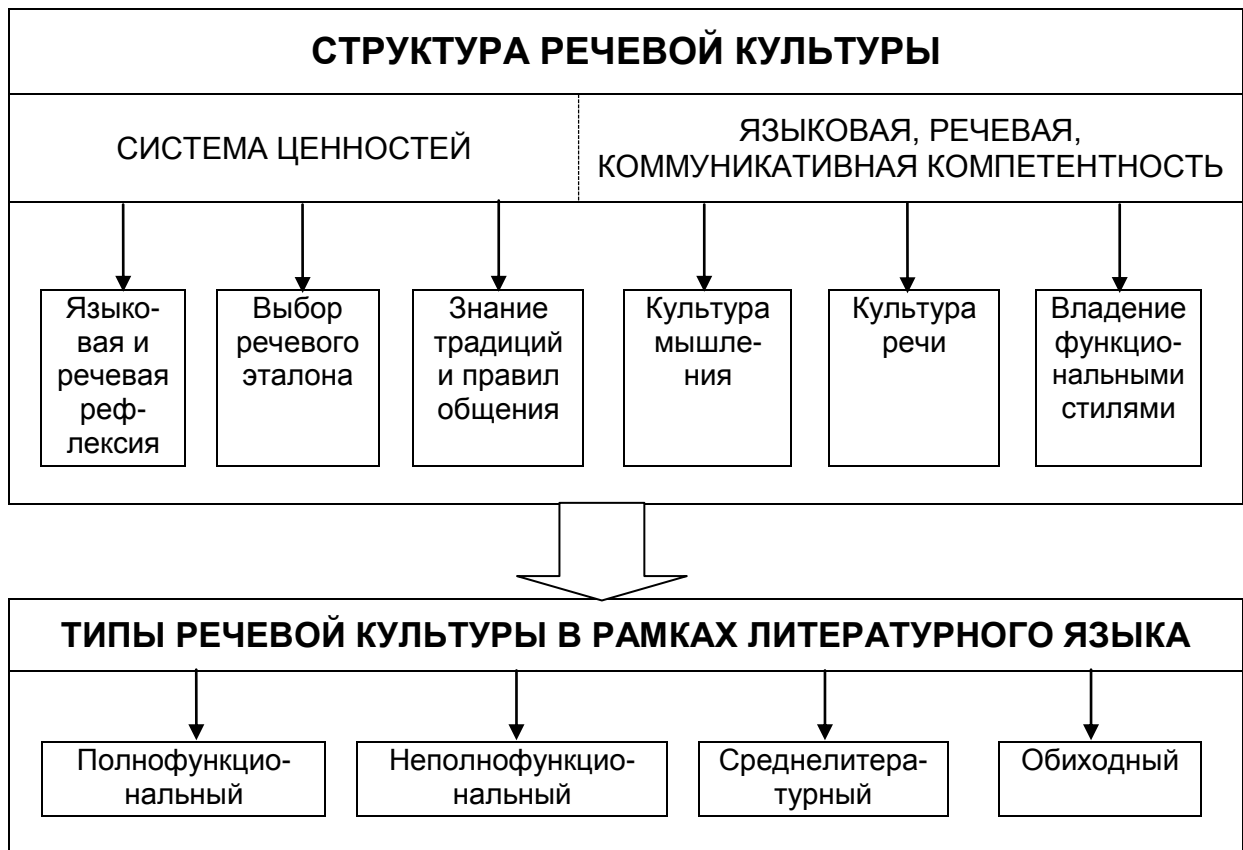 СТРУКТУРА РЕЧЕВОЙ КУЛЬТУРЫ
СИСТЕМА ЦЕННОСТЕЙ
ЯЗЫКОВАЯ, РЕЧЕВАЯ,
КОММУНИКАТИВНАЯ КОМПЕТЕНТНОСТЬ
Языко-
вая и
речевая
реф-
лексия
Выбор
речевого
эталона
Знание
традиций
и правил
общения
Культура
мышле-
ния
Культура
речи
Владение
функцио-
нальными
стилями
ТИПЫ РЕЧЕВОЙ КУЛЬТУРЫ В РАМКАХ ЛИТЕРАТУРНОГО ЯЗЫКА
Полнофункцио-
нальный
Неполнофункцио-
нальный
Среднелитера-
турный
Обиходный